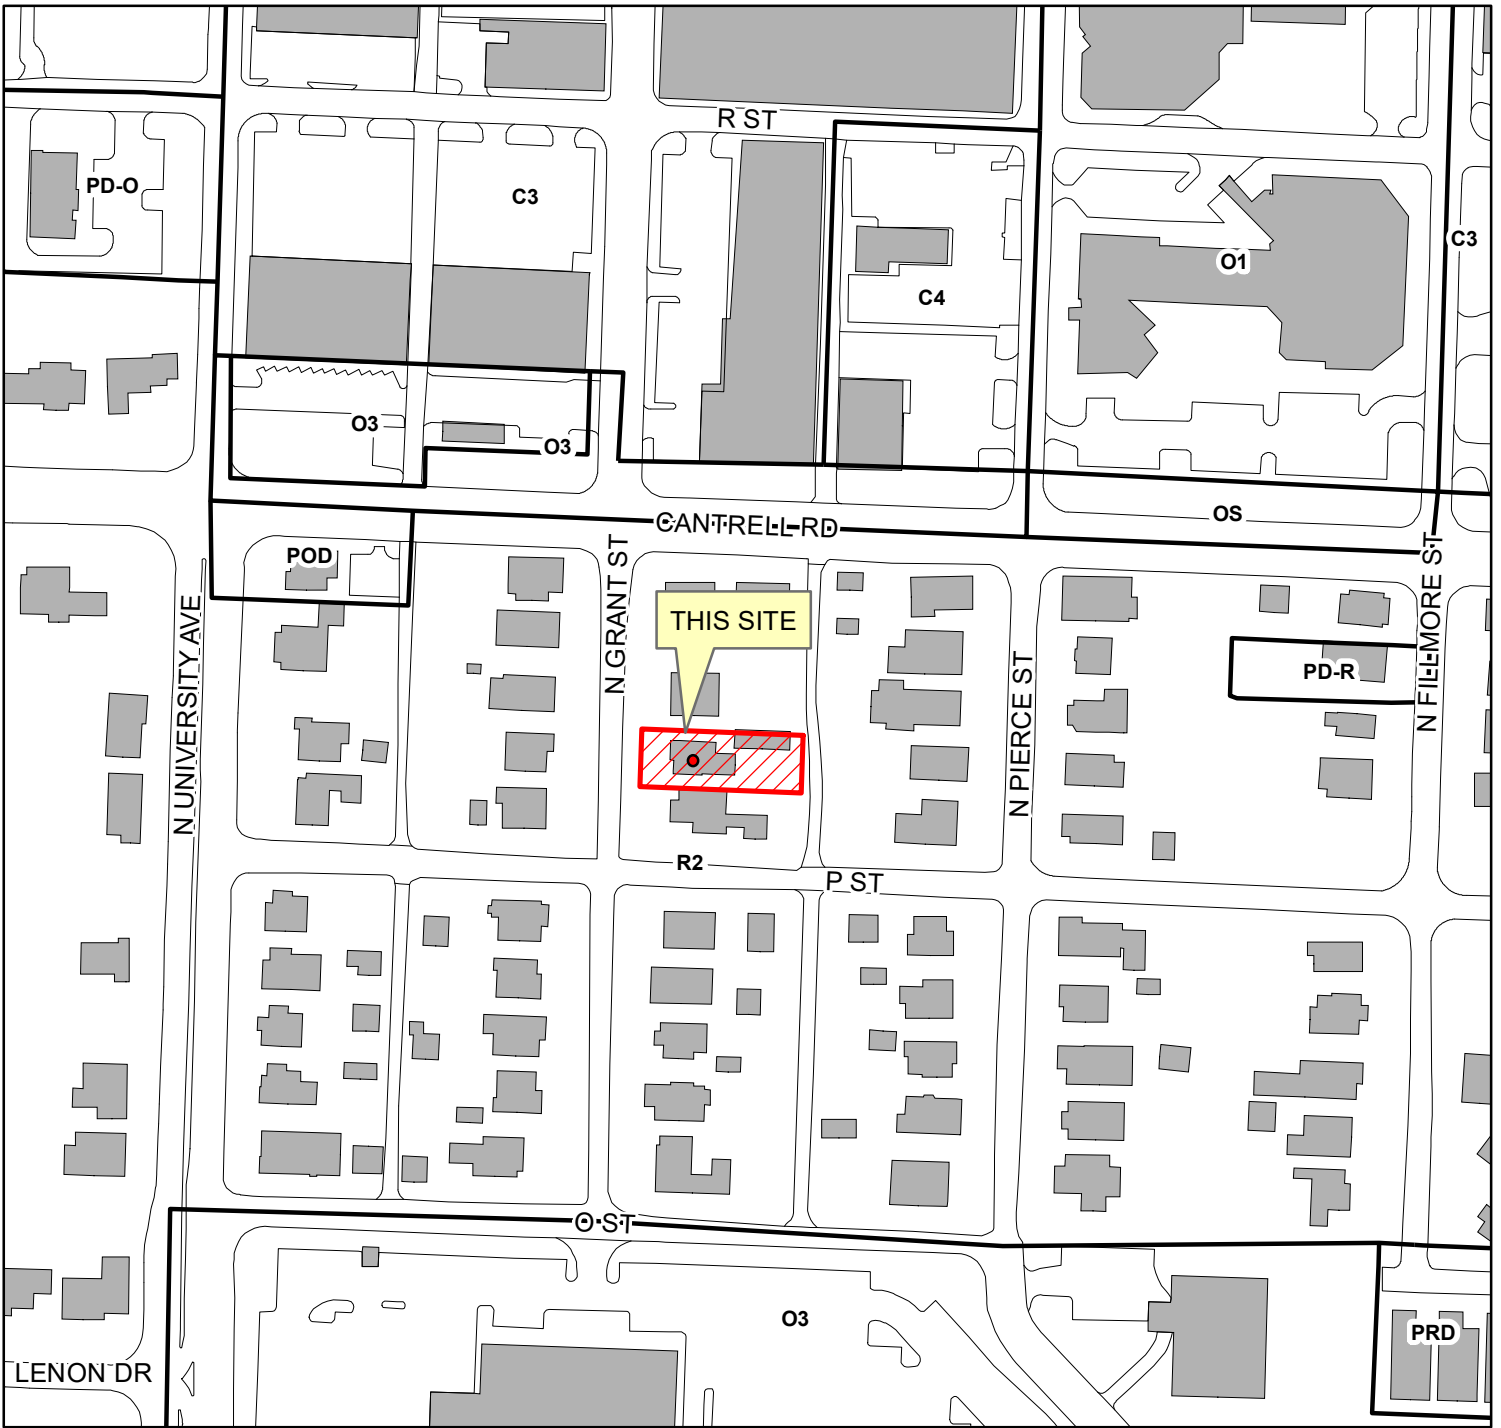 R ST
PD-O
C3
C3
O1
C4
O3
O3
OS
CANTRELL RD
POD
N GRANT ST
THIS SITE
N UNIVERSITY AVE
N PIERCE ST
PD-R
N FILLMORE ST
R2
P ST
O ST
O3
PRD
LENON DR